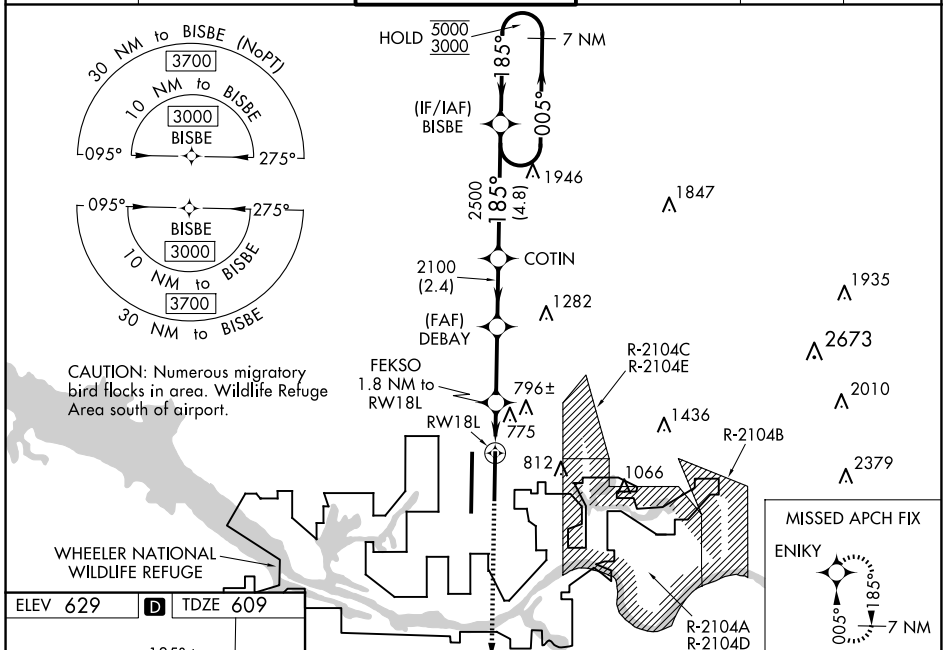 HOLD 5000
3000
7 NM
185°
005°
30 NM to BISBE (NoPT)
3700
10 NM to BISBE
3000
BISBE
095°
275°
(IF/IAF)
BISBE
1946
1847
2500
185°
(4.8)
095°
275°
BISBE
3000
10 NM to BISBE
3700
30 NM to BISBE
COTIN
2100
(2.4)
1282
1935
(FAF)
DEBAY
2673
R-2104C
R-2104E
CAUTION: Numerous migratory
bird flocks in area. Wildlife Refuge
Area south of airport.
FEKSO
1.8 NM to
RW18L
796±
775
2010
1436
RW18L
R-2104B
812
1066
2379
MISSED APCH FIX
ENIKY
185°
005°
7 NM
WHEELER NATIONAL
WILDLIFE REFUGE
ELEV 629
D
TDZE 609
R-2104A
R-2104D